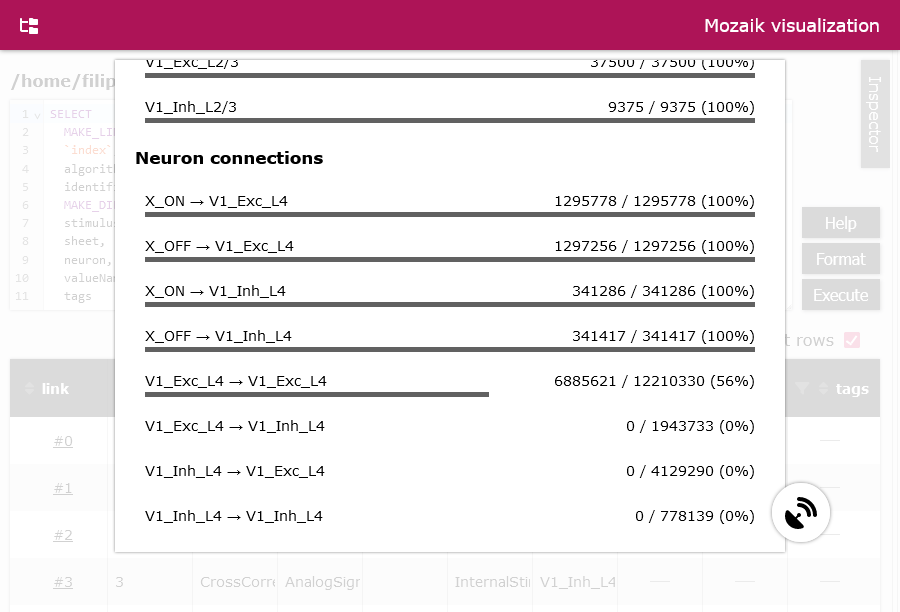 Mozaik visualization
/home/filip
V1_Exc_L2/3 37500 / 37500 (100%)
V1_Inh_L2/3 9375 / 9375 (100%)
Neuron connections
X_ON → V1_Exc_L4 1295778 / 1295778 (100%)
X_OFF → V1_Exc_L4 1297256 / 1297256 (100%)
X_ON → V1_Inh_L4 341286 / 341286 (100%)
X_OFF → V1_Inh_L4 341417 / 341417 (100%)
V1_Exc_L4 → V1_Exc_L4 6885621 / 12210330 (56%)
V1_Exc_L4 → V1_Inh_L4 0 / 1943733 (0%)
V1_Inh_L4 → V1_Exc_L4 0 / 4129290 (0%)
V1_Inh_L4 → V1_Inh_L4 0 / 778139 (0%)
1 SELECT
2 MAKE_LIN
3 `index`
4 algorith
5 identif
6 MAKE_DI
7 stimulus
8 sheet,
9 neuron,
10 valueNam
11 tags
Inspector
Help
Format
Execute
t rows
link tags
#0
#1
#2
#3 3 CrossCorre AnalogSign InternalStin V1_Inh_L4